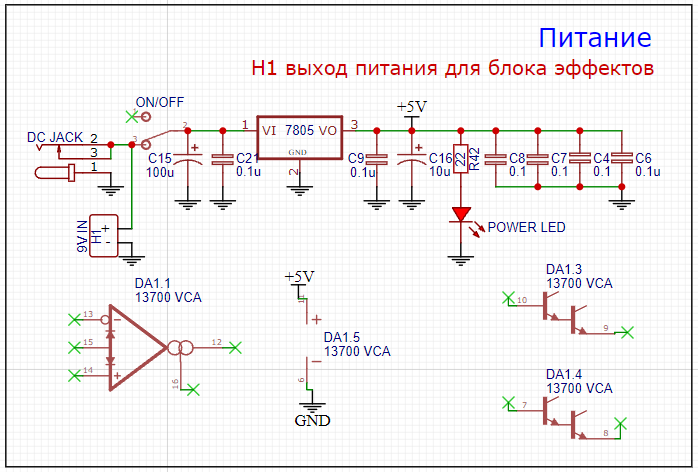 Питание
H1 выход питания для блока эффектов
+5V
ON/OFF
1
2
3
DC JACK 2
3
1
1 VI 7805 VO 3
GND
2
C15
100u
C21
0.1u
C9
0.1u
C16
10u
22
R42
C8
0.1
C7
0.1
C4
0.1
C6
0.1u
9V IN
H1
+
-
POWER LED
DA1.1
13700 VCA
13
15
14
12
16
+5V
11
DA1.5
13700 VCA
6
GND
DA1.3
13700 VCA
10
9
DA1.4
13700 VCA
7
8